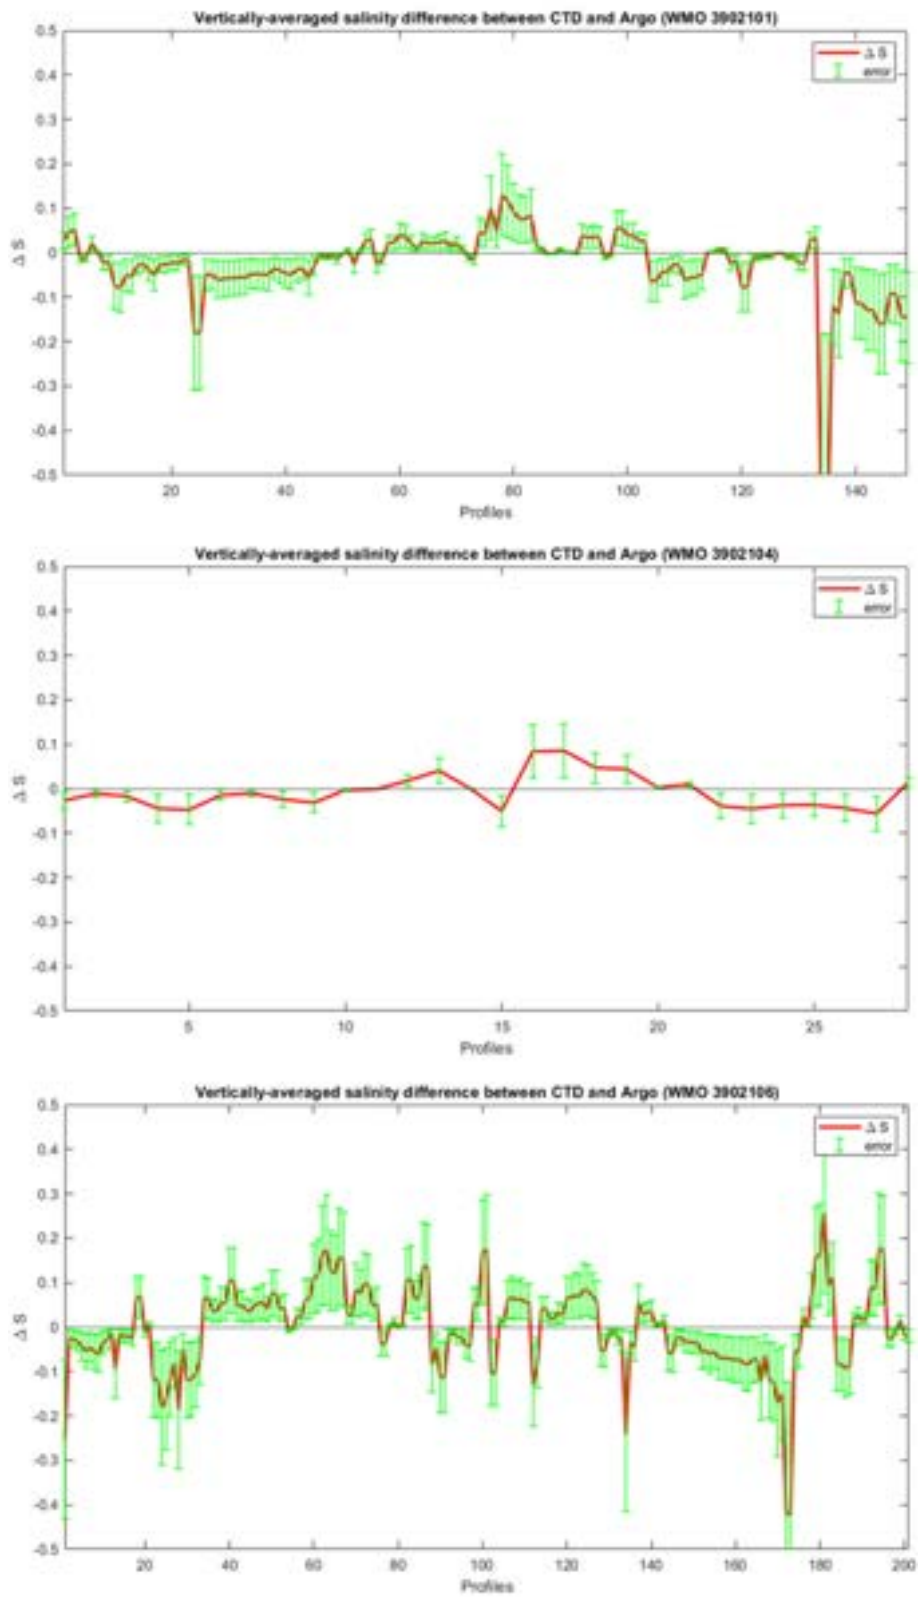 Vertically-averaged salinity difference between CTD and Argo (WMO 3902101)
0.5
0.4
0.3
0.2
0.1
0
-0.1
-0.2
-0.3
-0.4
-0.5
Δ S
Δ S
error
20 40 60 80 100 120 140
Profiles
Vertically-averaged salinity difference between CTD and Argo (WMO 3902104)
0.5
0.4
0.3
0.2
0.1
0
-0.1
-0.2
-0.3
-0.4
-0.5
Δ S
Δ S
error
5 10 15 20 25
Profiles
Vertically-averaged salinity difference between CTD and Argo (WMO 3902106)
0.5
0.4
0.3
0.2
0.1
0
-0.1
-0.2
-0.3
-0.4
-0.5
Δ S
Δ S
error
20 40 60 80 100 120 140 160 180 200
Profiles